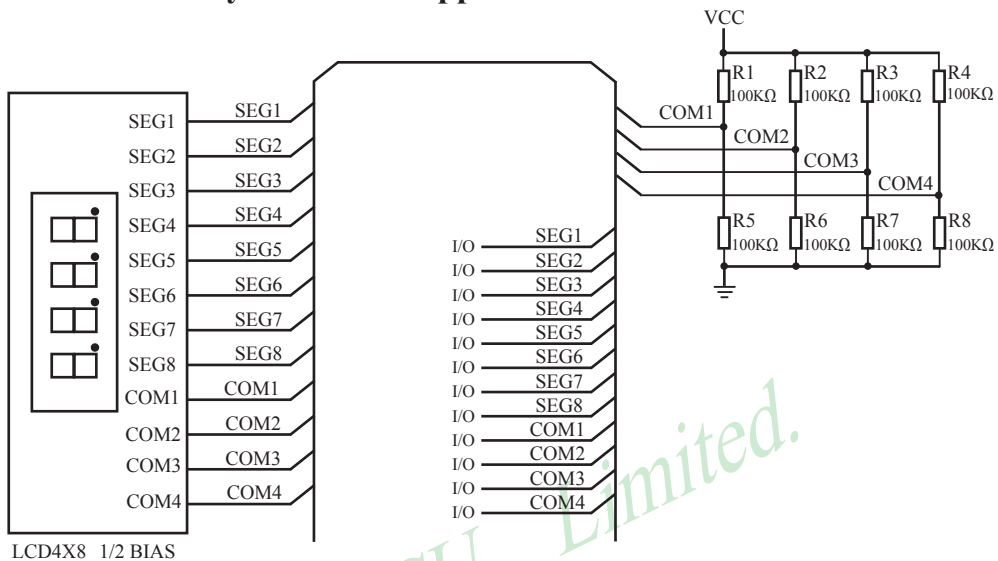 VCC
R1
100KΩ
R2
100KΩ
R3
100KΩ
R4
100KΩ
COM1
COM2
COM3
COM4
R5
100KΩ
R6
100KΩ
R7
100KΩ
R8
100KΩ
SEG1 SEG1
SEG2 SEG2
SEG3 SEG3
SEG4 SEG4
SEG5 SEG5
SEG6 SEG6
SEG7 SEG7
SEG8 SEG8
COM1 COM1
COM2 COM2
COM3 COM3
COM4 COM4
LCD4X8 1/2 BIAS
I/O SEG1
I/O SEG2
I/O SEG3
I/O SEG4
I/O SEG5
I/O SEG6
I/O SEG7
I/O SEG8
I/O COM1
I/O COM2
I/O COM3
I/O COM4
Limited.